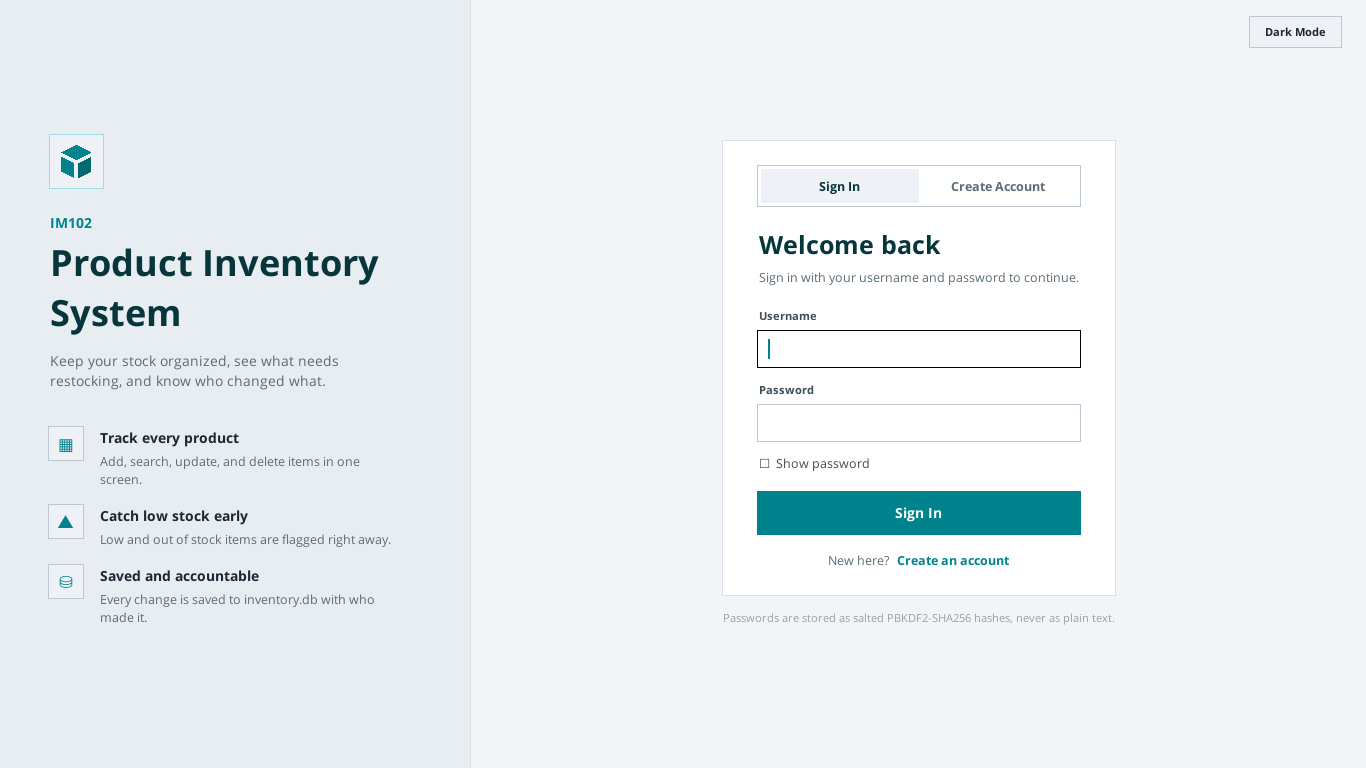 Dark Mode
IM102
Product Inventory
System
Keep your stock organized, see what needs
restocking, and know who changed what.
Track every product
Add, search, update, and delete items in one
screen.
Catch low stock early
Low and out of stock items are flagged right away.
Saved and accountable
Every change is saved to inventory.db with who
made it.
Sign In
Create Account
Welcome back
Sign in with your username and password to continue.
Username
Password
Show password
Sign In
New here? Create an account
Passwords are stored as salted PBKDF2-SHA256 hashes, never as plain text.